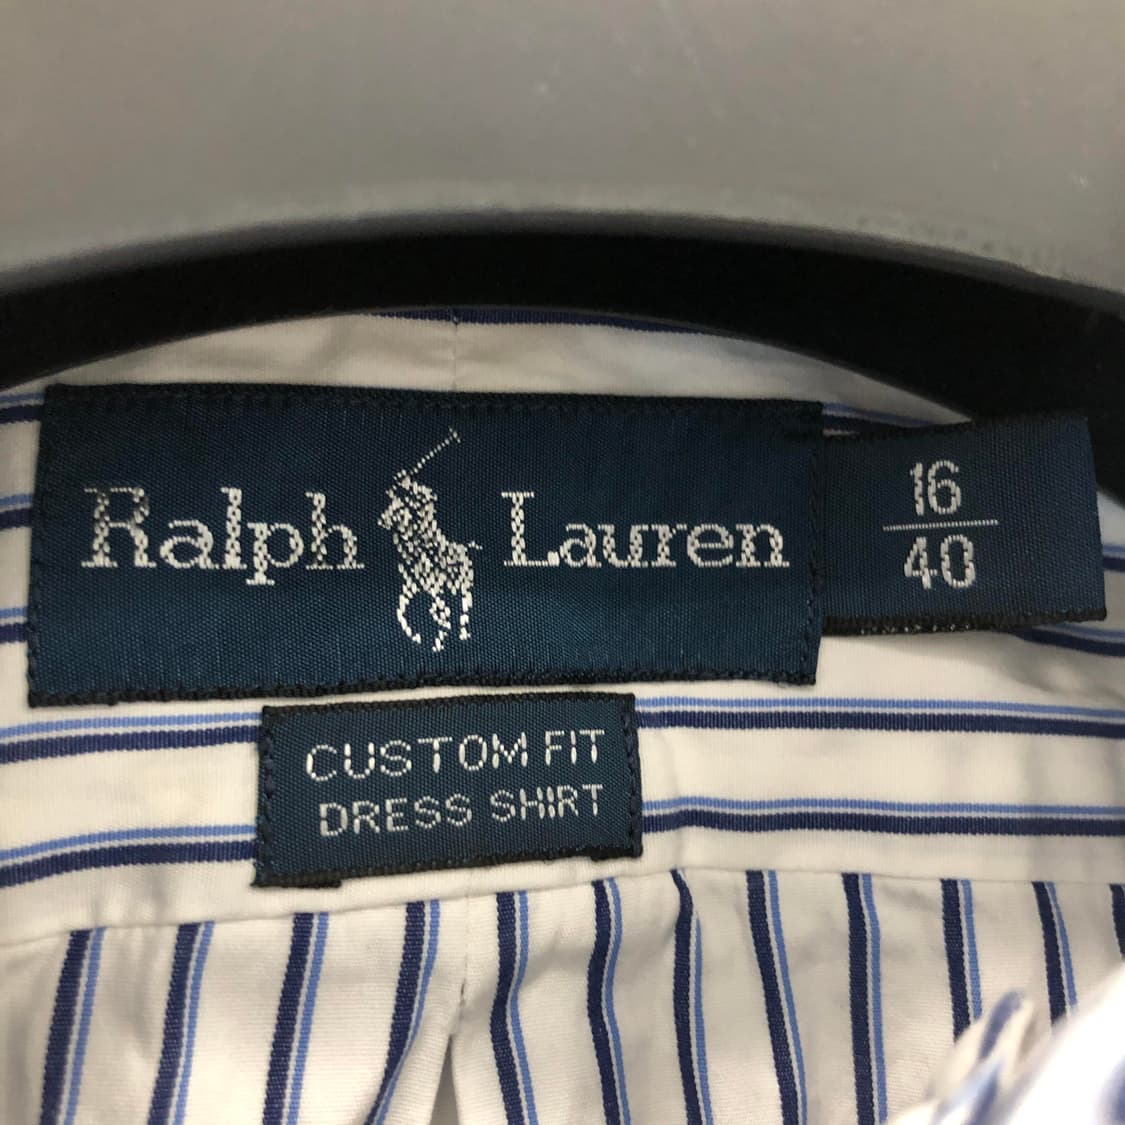 Ralph Lauren
16
40
CUSTOM FIT
DRESS SHIRT